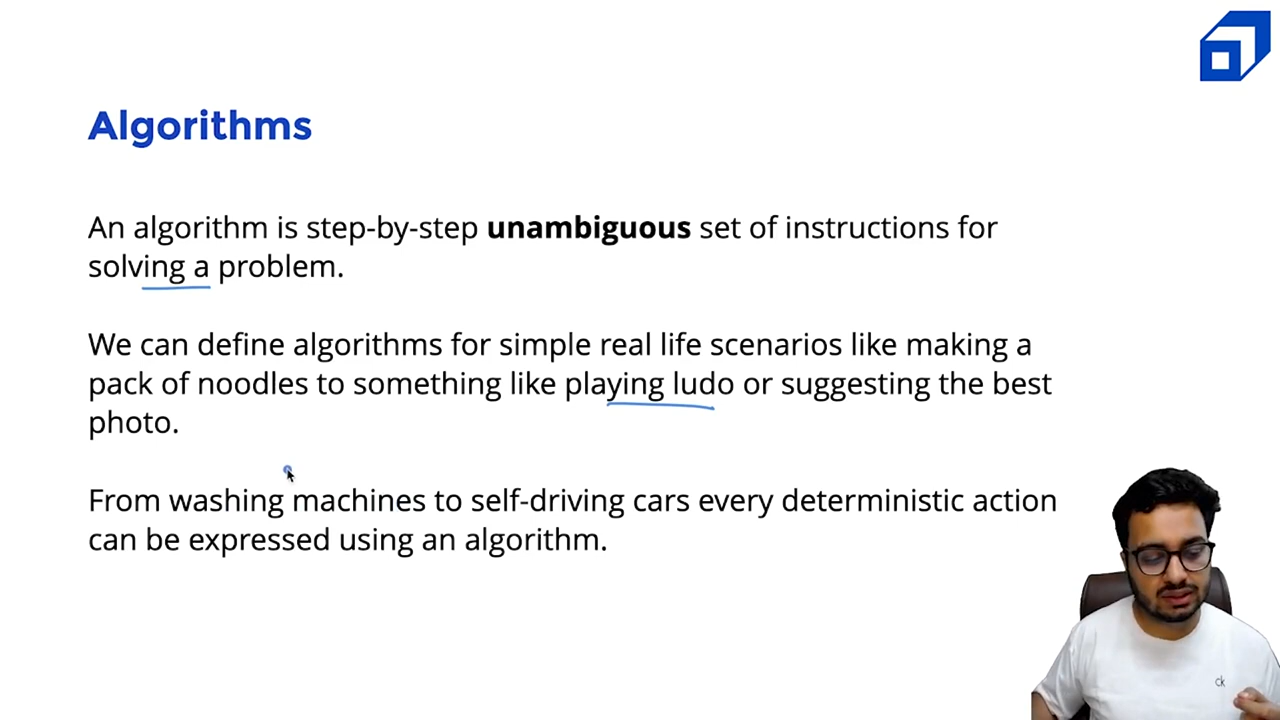 Algorithms
An algorithm is step-by-step unambiguous set of instructions for
solving a problem.
We can define algorithms for simple real life scenarios like making a
pack of noodles to something like playing ludo or suggesting the best
photo.
From washing machines to self-driving cars every deterministic action
can be expressed using an algorithm.
ck